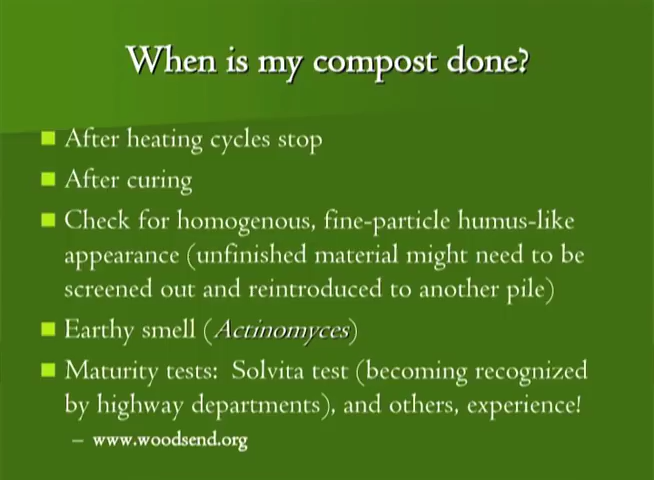 When is my compost done?
After heating cycles stop
After curing
Check for homogenous, fine-particle humus-like
appearance (unfinished material might need to be
screened out and reintroduced to another pile)
Earthy smell (Actinomyces)
Maturity tests: Solvita test (becoming recognized
by highway departments), and others, experience!
– www.woodsend.org